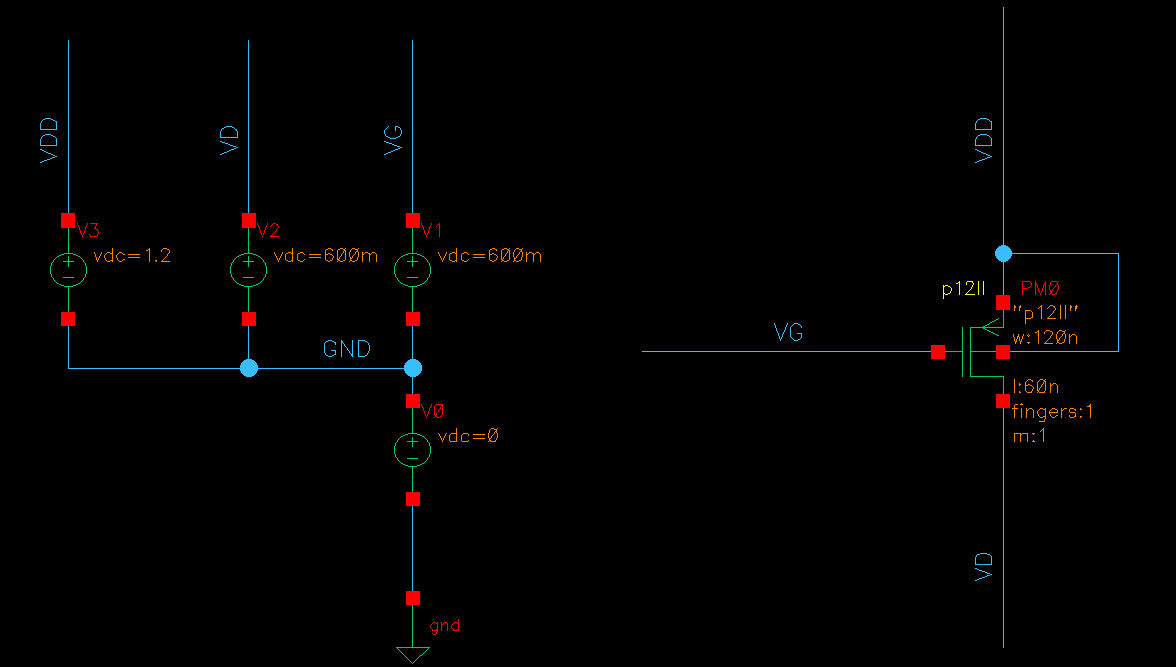 VDD
VD
VG
V3
vdc=1.2
V2
vdc=600m
V1
vdc=600m
GND
V0
vdc=0
gnd
VDD
p12ll
PM0
"p12ll"
w:120n
VG
l:60n
fingers:1
m:1
VD